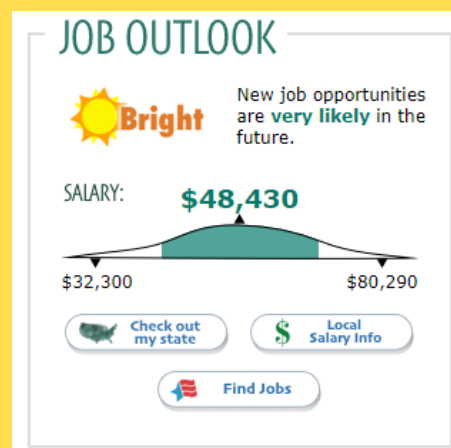 JOB OUTLOOK
Bright
New job opportunities
are very likely in the
future.
SALARY:
$48,430
$32,300
$80,290
Check out
my state
Local
Salary Info
Find Jobs